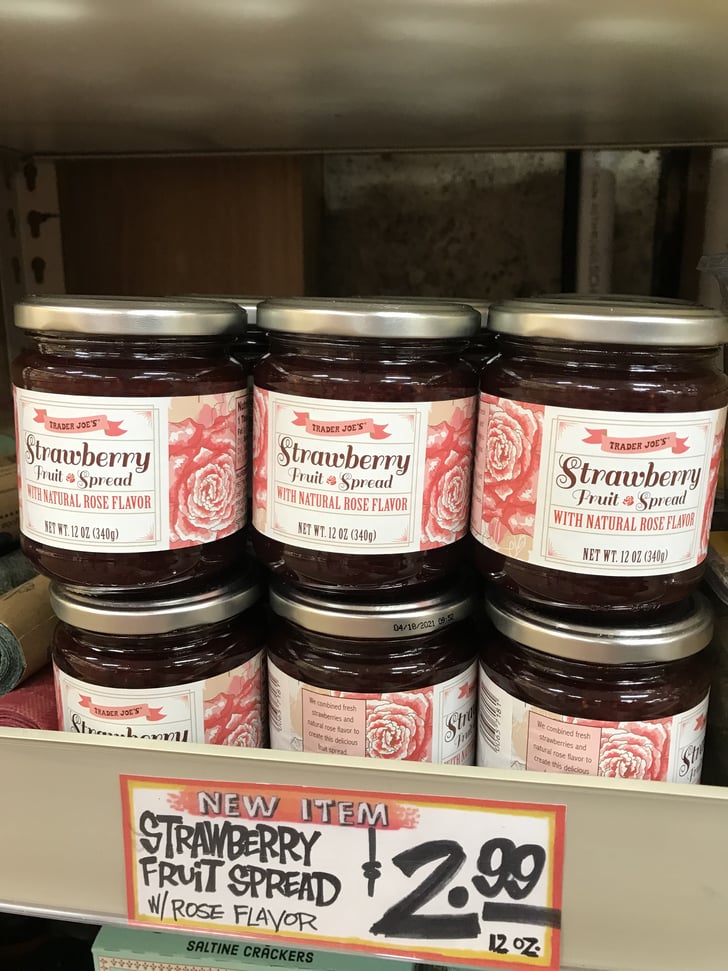 TRADER JOE'S
Strawberry
Fruit Spread
WITH NATURAL ROSE FLAVOR
NET WT. 12 OZ (340g)
TRADER JOE'S
Strawberry
Fruit Spread
WITH NATURAL ROSE FLAVOR
NET WT. 12 OZ (340g)
TRADER JOE'S
Strawberry
Fruit Spread
WITH NATURAL ROSE FLAVOR
NET WT. 12 OZ (340g)
04/18/2021
TRADER JOE'S
Strawberry
We combined fresh
strawberries and
natural rose flavor to
create this delicious
fruit spread.
We combined fresh
strawberries and
natural rose flavor to
create this delicious
NEW ITEM
STRAWBERRY
FRUIT SPREAD
W/ ROSE FLAVOR
$2.99
12 OZ.
SALTINE CRACKERS